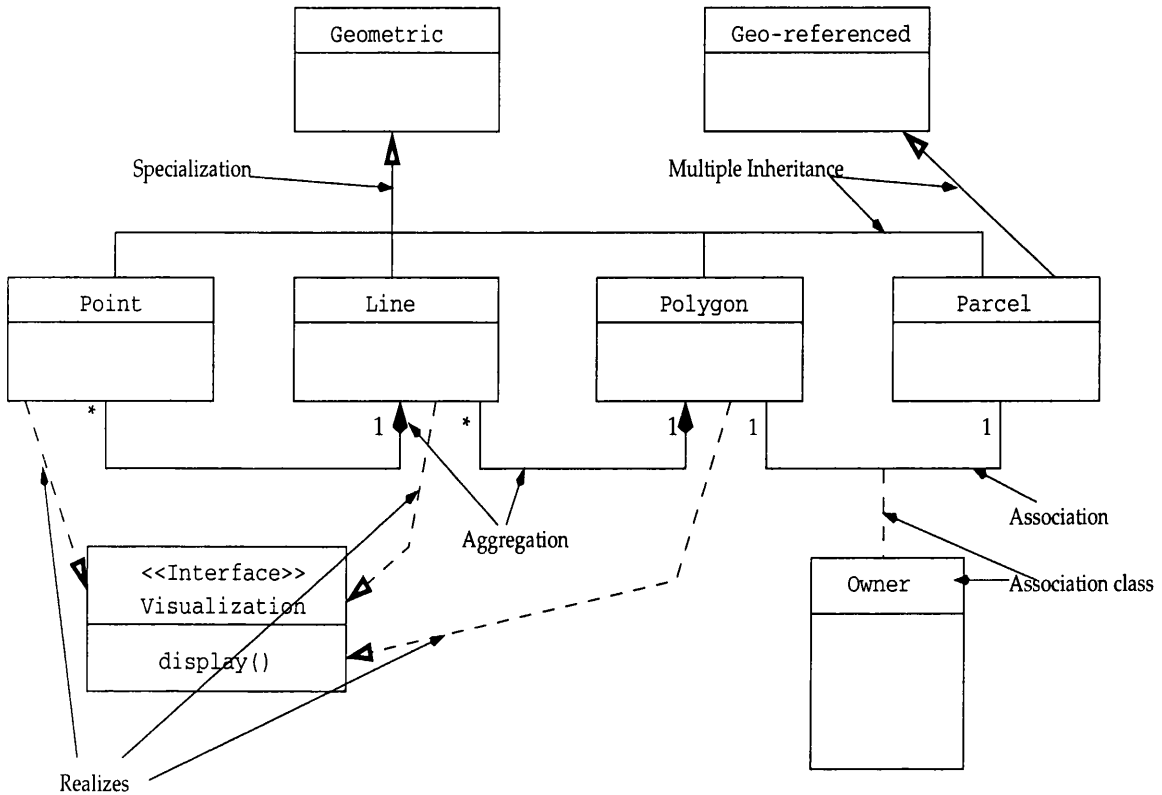 Geometric
Geo-referenced
Specialization
Multiple Inheritance
Point
Line
Polygon
Parcel
*
1
*
1
1
1
Association
Aggregation
<<Interface>>
Visualization
display()
Owner
Association class
Realizes